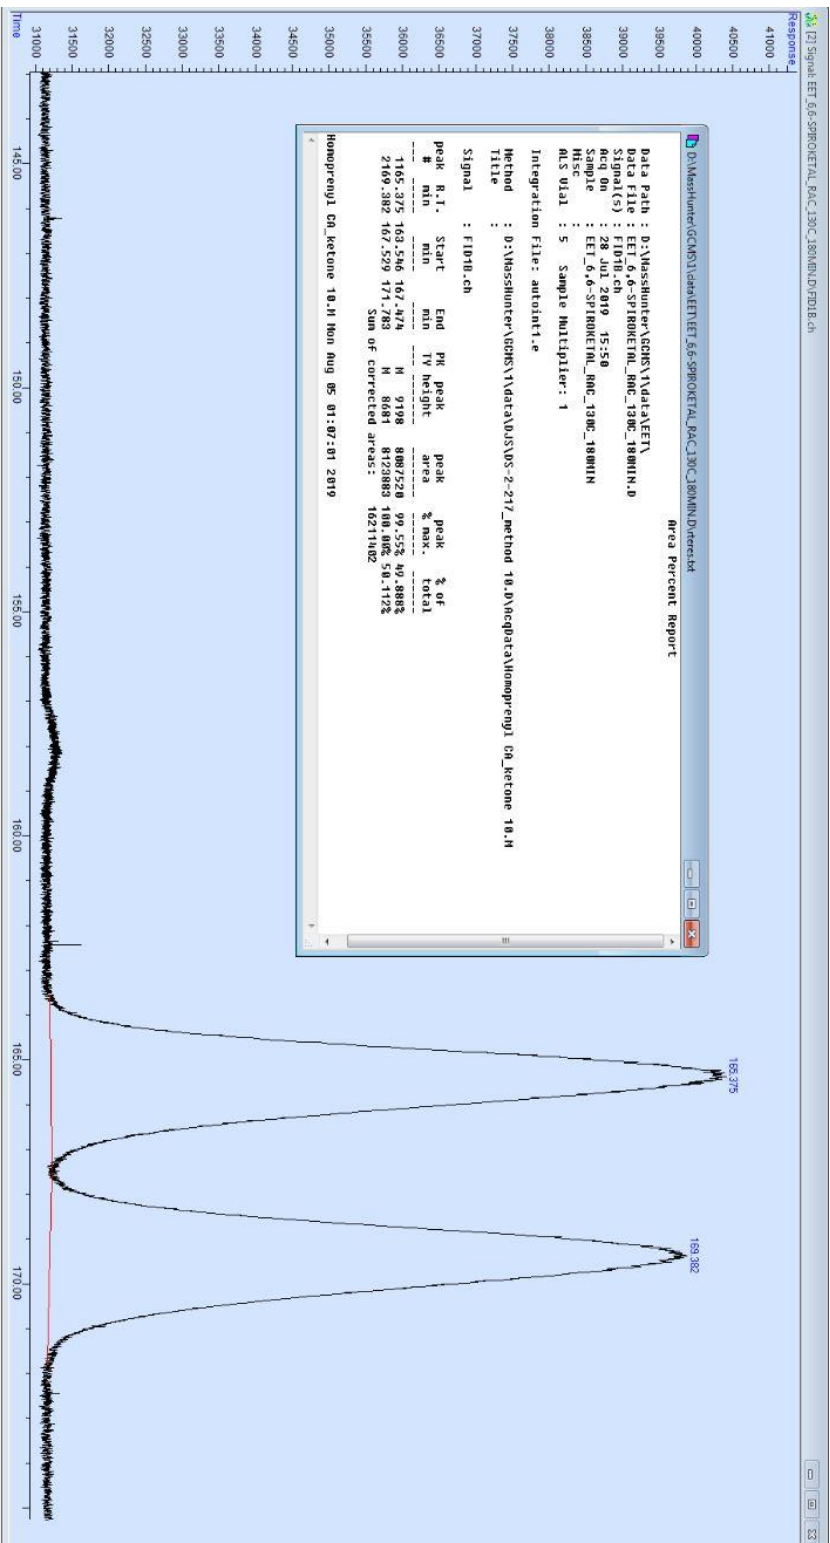 [2] Signal: EET_6,6-SPIROKETAL_RAC_130C_180MIN.D\FID1B.ch
Response
41000
40500
40000
39500
39000
38500
38000
37500
37000
36500
36000
35500
35000
34500
34000
33500
33000
32500
32000
31500
31000
Time
145.00
150.00
155.00
160.00
165.00
170.00
165.375
169.382
D:\MassHunter\GCMS\1\data\EET\EET_6,6-SPIROKETAL_RAC_130C_180MIN.D\rteres.txt
Area Percent Report
Data Path : D:\MassHunter\GCMS\1\data\EET\
Data File : EET_6,6-SPIROKETAL_RAC_130C_180MIN.D
Signal(s) : FID1B.ch
Acq On : 28 Jul 2019 15:50
Sample : EET_6,6-SPIROKETAL_RAC_130C_180MIN
Misc :
ALS Vial : 5 Sample Multiplier: 1
Integration File: autoint1.e
Method : D:\MassHunter\GCMS\1\data\DJS\DS-2-217_method 10.D\AcqData\Homoprenyl CA_ketone 10.M
Title :
Signal : FID1B.ch
peak R.T. Start End PK peak peak peak % of
# min min min TY height area % max. total
--- ----- ----- ---- --- ------- ------- ------ -------
1165.375 163.546 167.474 M 9198 8087520 99.55% 49.888%
2169.382 167.529 171.783 M 8681 8123883 100.00% 50.112%
Sum of corrected areas: 16211402
Homoprenyl CA_ketone 10.M Mon Aug 05 01:07:01 2019